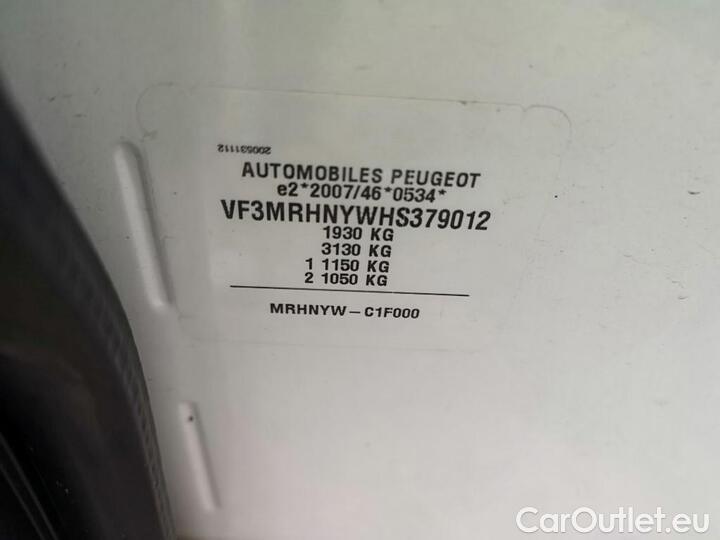 200531112
AUTOMOBILES PEUGEOT
e2*2007/46*0534*
VF3MRHNYWHS379012
1930 KG
3130 KG
1 1150 KG
2 1050 KG
MRHNYW-C1F000
CarOutlet.eu